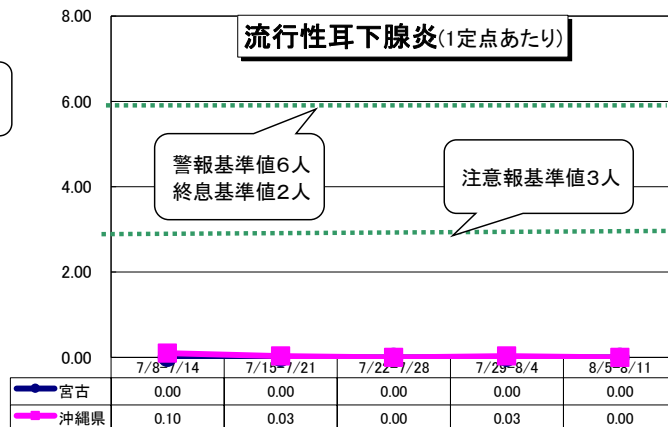 流行性耳下腺炎(1定点あたり)
8.00
6.00
4.00
2.00
0.00
警報基準値6人
終息基準値2人
注意報基準値3人
7/8-7/14 7/15-7/21 7/22-7/28 7/29-8/4 8/5-8/11
宮古 0.00 0.00 0.00 0.00 0.00
沖縄県 0.10 0.03 0.00 0.03 0.00